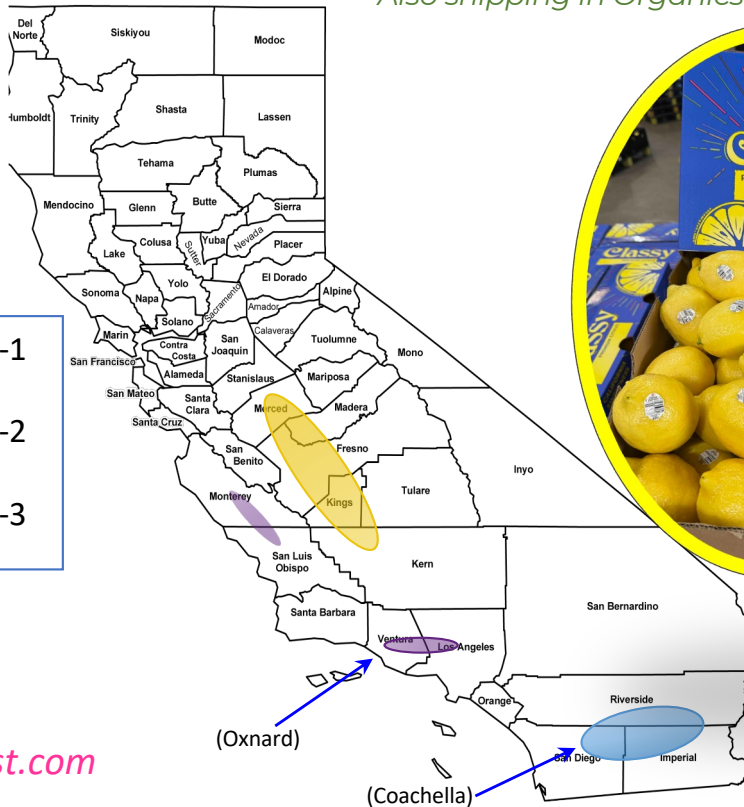 Also shipping in Organics
Del
Norte
Siskiyou
Modoc
Humboldt
Trinity
Shasta
Lassen
Tehama
Plumas
Mendocino
Glenn
Butte
Sierra
Colusa
Sutter
Yuba
Nevada
Placer
Lake
Yolo
Sacramento
El Dorado
Sonoma
Napa
Solano
Amador
Alpine
Marin
Contra
Costa
San
Joaquin
Calaveras
Tuolumne
Mono
San Francisco
Alameda
Stanislaus
Mariposa
San Mateo
Santa
Clara
Merced
Madera
Santa Cruz
San
Benito
Fresno
Inyo
Monterey
Kings
Tulare
San Luis
Obispo
Kern
Santa Barbara
San Bernardino
Ventura
Los Angeles
Orange
Riverside
San Diego
Imperial
(Oxnard)
(Coachella)
-1
-2
-3
st.com
Classy
Classy